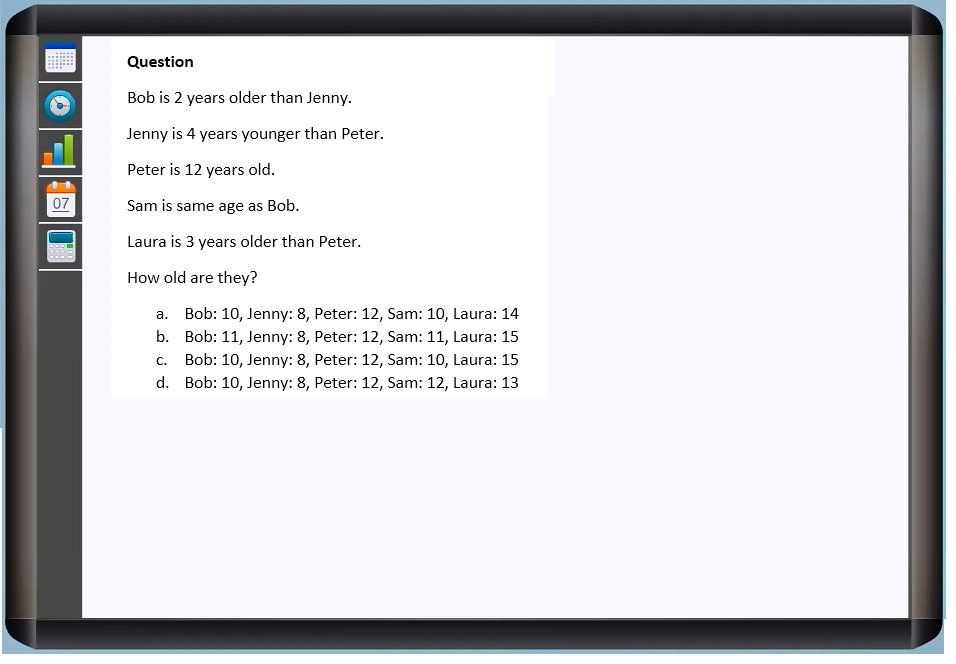 Question
Bob is 2 years older than Jenny.
Jenny is 4 years younger than Peter.
Peter is 12 years old.
Sam is same age as Bob.
Laura is 3 years older than Peter.
How old are they?
a. Bob: 10, Jenny: 8, Peter: 12, Sam: 10, Laura: 14
b. Bob: 11, Jenny: 8, Peter: 12, Sam: 11, Laura: 15
c. Bob: 10, Jenny: 8, Peter: 12, Sam: 10, Laura: 15
d. Bob: 10, Jenny: 8, Peter: 12, Sam: 12, Laura: 13
07